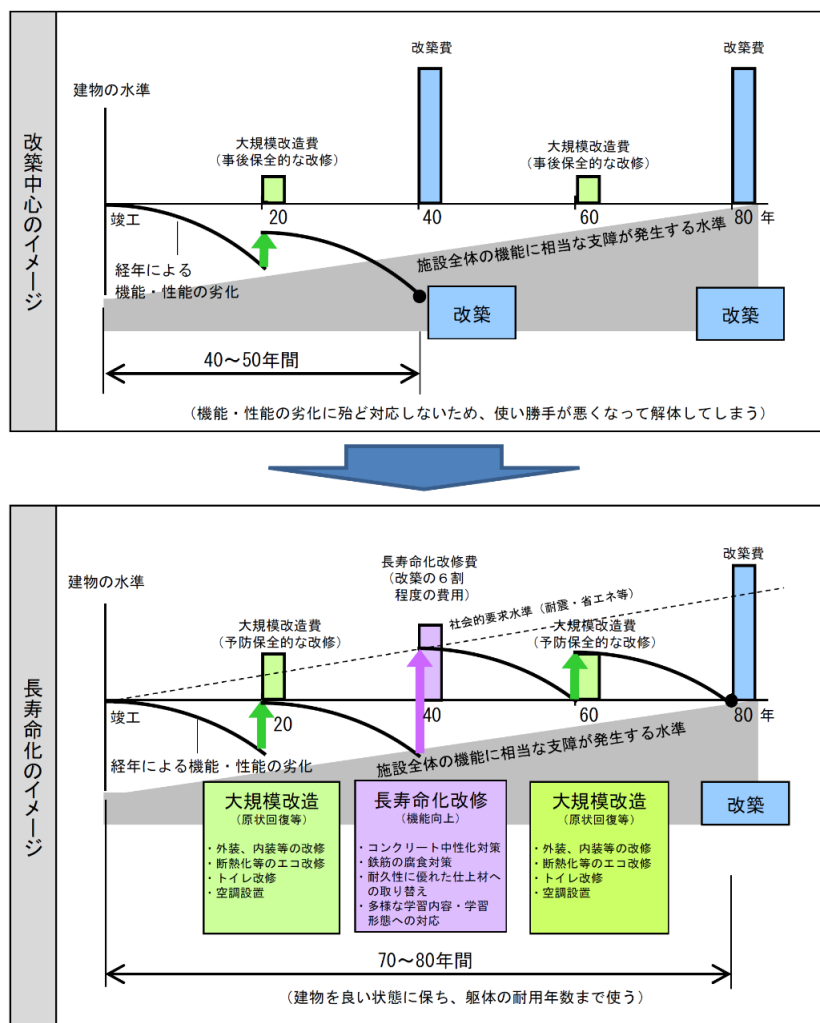 改築中心のイメージ
建物の水準
改築費
改築費
大規模改造費
(事後保全的な改修)
大規模改造費
(事後保全的な改修)
竣工
20
40
60
80 年
経年による
機能・性能の劣化
施設全体の機能に相当な支障が発生する水準
改築
改築
40~50年間
(機能・性能の劣化に殆ど対応しないため、使い勝手が悪くなって解体してしまう)
長寿命化のイメージ
建物の水準
長寿命化改修費
(改築の6割
程度の費用)
改築費
社会的要求水準(耐震・省エネ等)
大規模改造費
(予防保全的な改修)
大規模改造費
(予防保全的な改修)
竣工
20
40
60
80 年
経年による機能・性能の劣化
施設全体の機能に相当な支障が発生する水準
大規模改造
(原状回復等)
・外装、内装等の改修
・断熱化等のエコ改修
・トイレ改修
・空調設置
長寿命化改修
(機能向上)
・コンクリート中性化対策
・鉄筋の腐食対策
・耐久性に優れた仕上材へ
の取り替え
・多様な学習内容・学習
形態への対応
大規模改造
(原状回復等)
・外装、内装等の改修
・断熱化等のエコ改修
・トイレ改修
・空調設置
改築
70~80年間
(建物を良い状態に保ち、躯体の耐用年数まで使う)